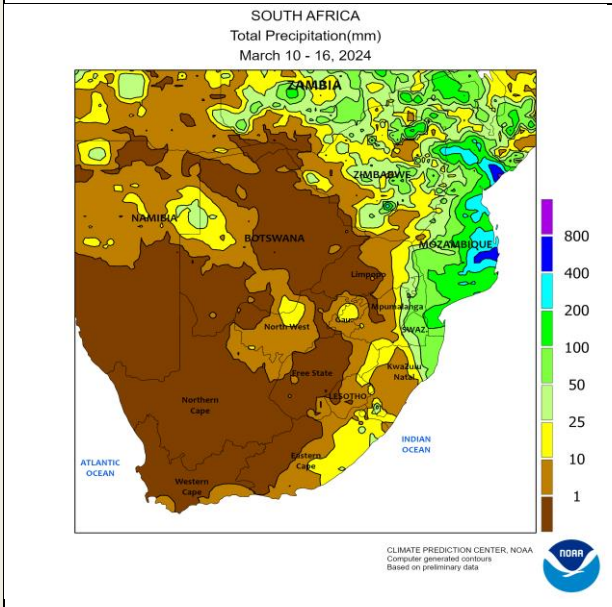 SOUTH AFRICA
Total Precipitation(mm)
March 10 - 16, 2024
ZAMBIA
ZIMBABWE
NAMIBIA
BOTSWANA
MOZAMBIQUE
Limpopo
Mpumalanga
North West
Gau.
SWAZ.
Free State
KwaZulu
Natal
Northern
Cape
LESOTHO
INDIAN
OCEAN
Eastern
Cape
ATLANTIC
OCEAN
Western
Cape
800
400
200
100
50
25
10
1
CLIMATE PREDICTION CENTER, NOAA
Computer generated contours
Based on preliminary data
NOAA